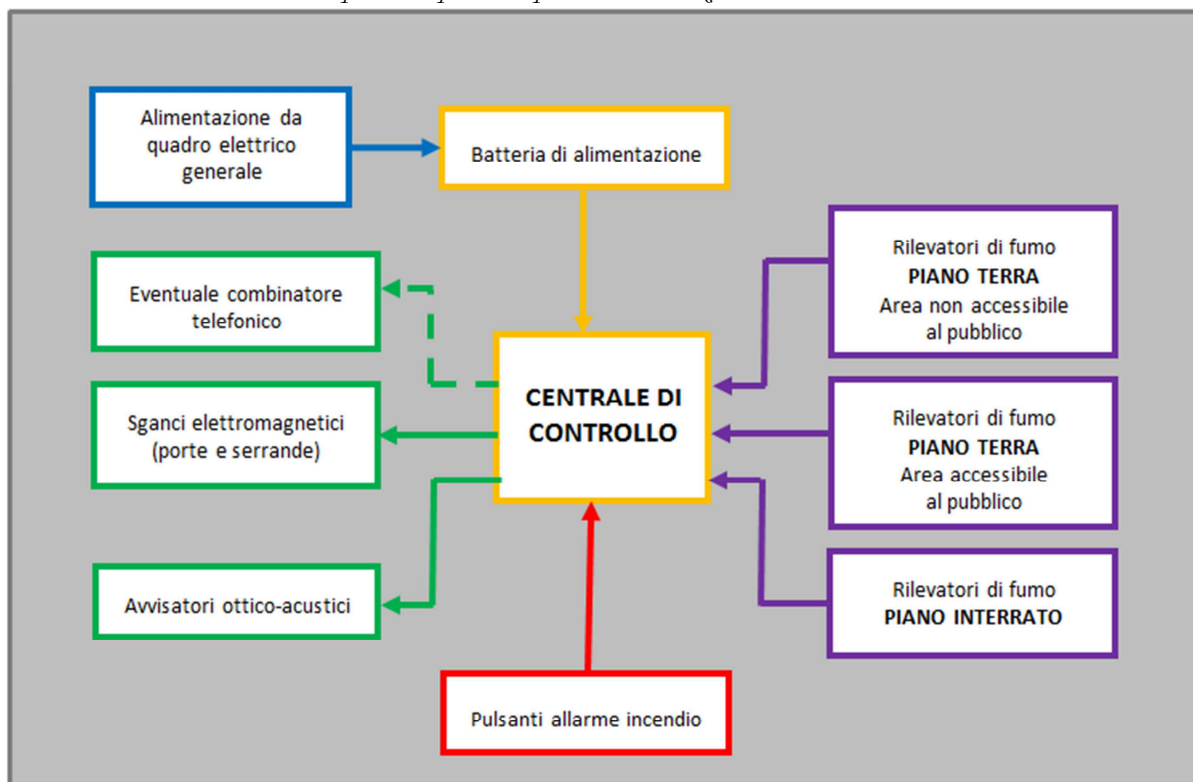 Alimentazione da
quadro elettrico
generale
Batteria di alimentazione
Rilevatori di fumo
PIANO TERRA
Area non accessibile
al pubblico
Eventuale combinatore
telefonico
CENTRALE DI
CONTROLLO
Sganci elettromagnetici
(porte e serrande)
Rilevatori di fumo
PIANO TERRA
Area accessibile
al pubblico
Avvisatori ottico-acustici
Rilevatori di fumo
PIANO INTERRATO
Pulsanti allarme incendio